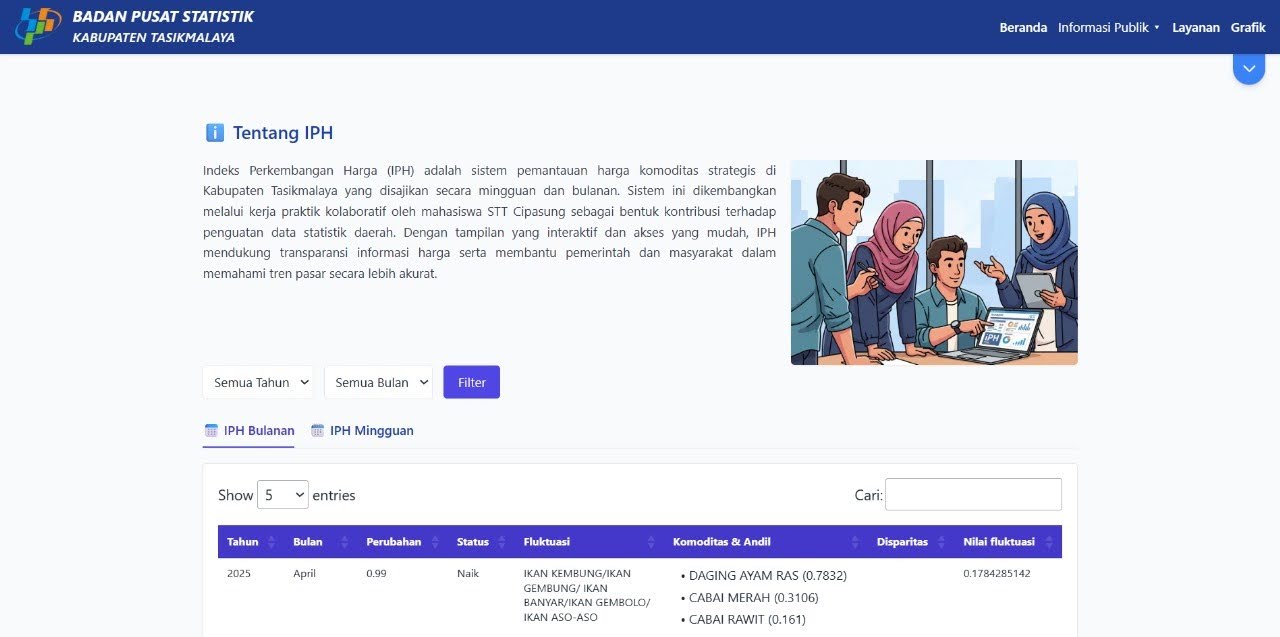 BADAN PUSAT STATISTIK
KABUPATEN TASIKMALAYA
Beranda Informasi Publik Layanan Grafik
Tentang IPH
Indeks Perkembangan Harga (IPH) adalah sistem pemantauan harga komoditas strategis di
Kabupaten Tasikmalaya yang disajikan secara mingguan dan bulanan. Sistem ini dikembangkan
melalui kerja praktik kolaboratif oleh mahasiswa STT Cipasung sebagai bentuk kontribusi terhadap
penguatan data statistik daerah. Dengan tampilan yang interaktif dan akses yang mudah, IPH
mendukung transparansi informasi harga serta membantu pemerintah dan masyarakat dalam
memahami tren pasar secara lebih akurat.
IPH
Semua Tahun Semua Bulan Filter
IPH Bulanan IPH Mingguan
Show 5 entries Cari:
Tahun Bulan Perubahan Status Fluktuasi Komoditas & Andil Disparitas Nilai fluktuasi
2025 April 0.99 Naik IKAN KEMBUNG/IKAN • DAGING AYAM RAS (0.7832) 0.1784285142
GEMBUNG/ IKAN
BANYAR/IKAN GEMBOLO/ • CABAI MERAH (0.3106)
IKAN ASO-ASO • CABAI RAWIT (0.161)